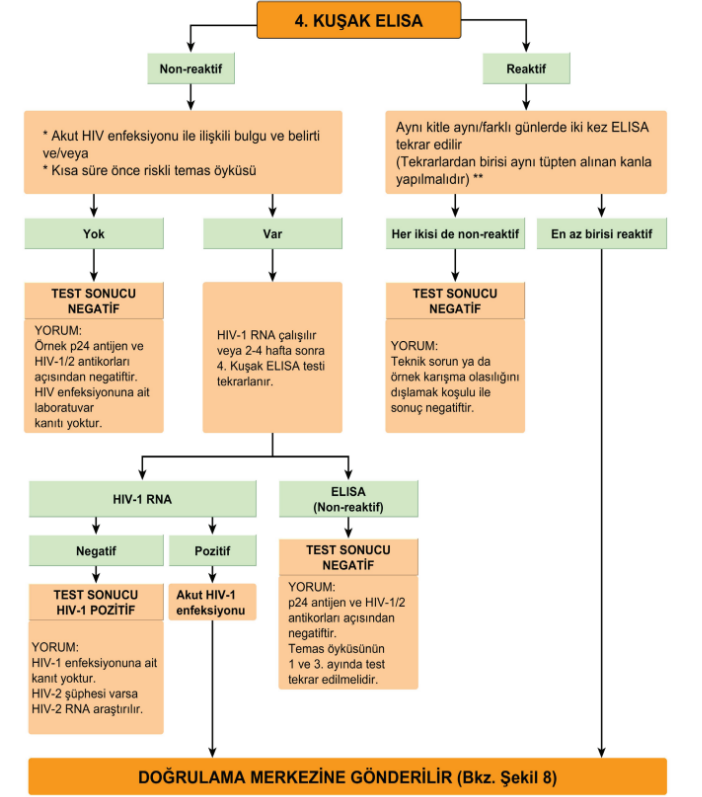 4. KUŞAK ELISA
Non-reaktif
Reaktif
* Akut HIV enfeksiyonu ile ilişkili bulgu ve belirti
ve/veya
* Kısa süre önce riskli temas öyküsü
Aynı kitle aynı/farklı günlerde iki kez ELISA
tekrar edilir
(Tekrarlardan birisi aynı tüpten alınan kanla
yapılmalıdır) **
Yok
Var
Her ikisi de non-reaktif
En az birisi reaktif
TEST SONUCU
NEGATİF
YORUM:
Örnek p24 antijen ve
HIV-1/2 antikorları
açısından negatiftir.
HIV enfeksiyonuna ait
laboratuvar
kanıtı yoktur.
HIV-1 RNA çalışılır
veya 2-4 hafta sonra
4. Kuşak ELISA testi
tekrarlanır.
TEST SONUCU
NEGATİF
YORUM:
Teknik sorun ya da
örnek karışma olasılığını
dışlamak koşulu ile
sonuç negatiftir.
HIV-1 RNA
ELISA
(Non-reaktif)
Negatif
Pozitif
TEST SONUCU
HIV-1 POZİTİF
YORUM:
HIV-1 enfeksiyonuna ait
kanıt yoktur.
HIV-2 şüphesi varsa
HIV-2 RNA araştırılır.
Akut HIV-1
enfeksiyonu
TEST SONUCU
NEGATİF
YORUM:
p24 antijen ve HIV-1/2
antikorları açısından
negatiftir.
Temas öyküsünün
1 ve 3. ayında test
tekrar edilmelidir.
DOĞRULAMA MERKEZİNE GÖNDERİLİR (Bkz. Şekil 8)